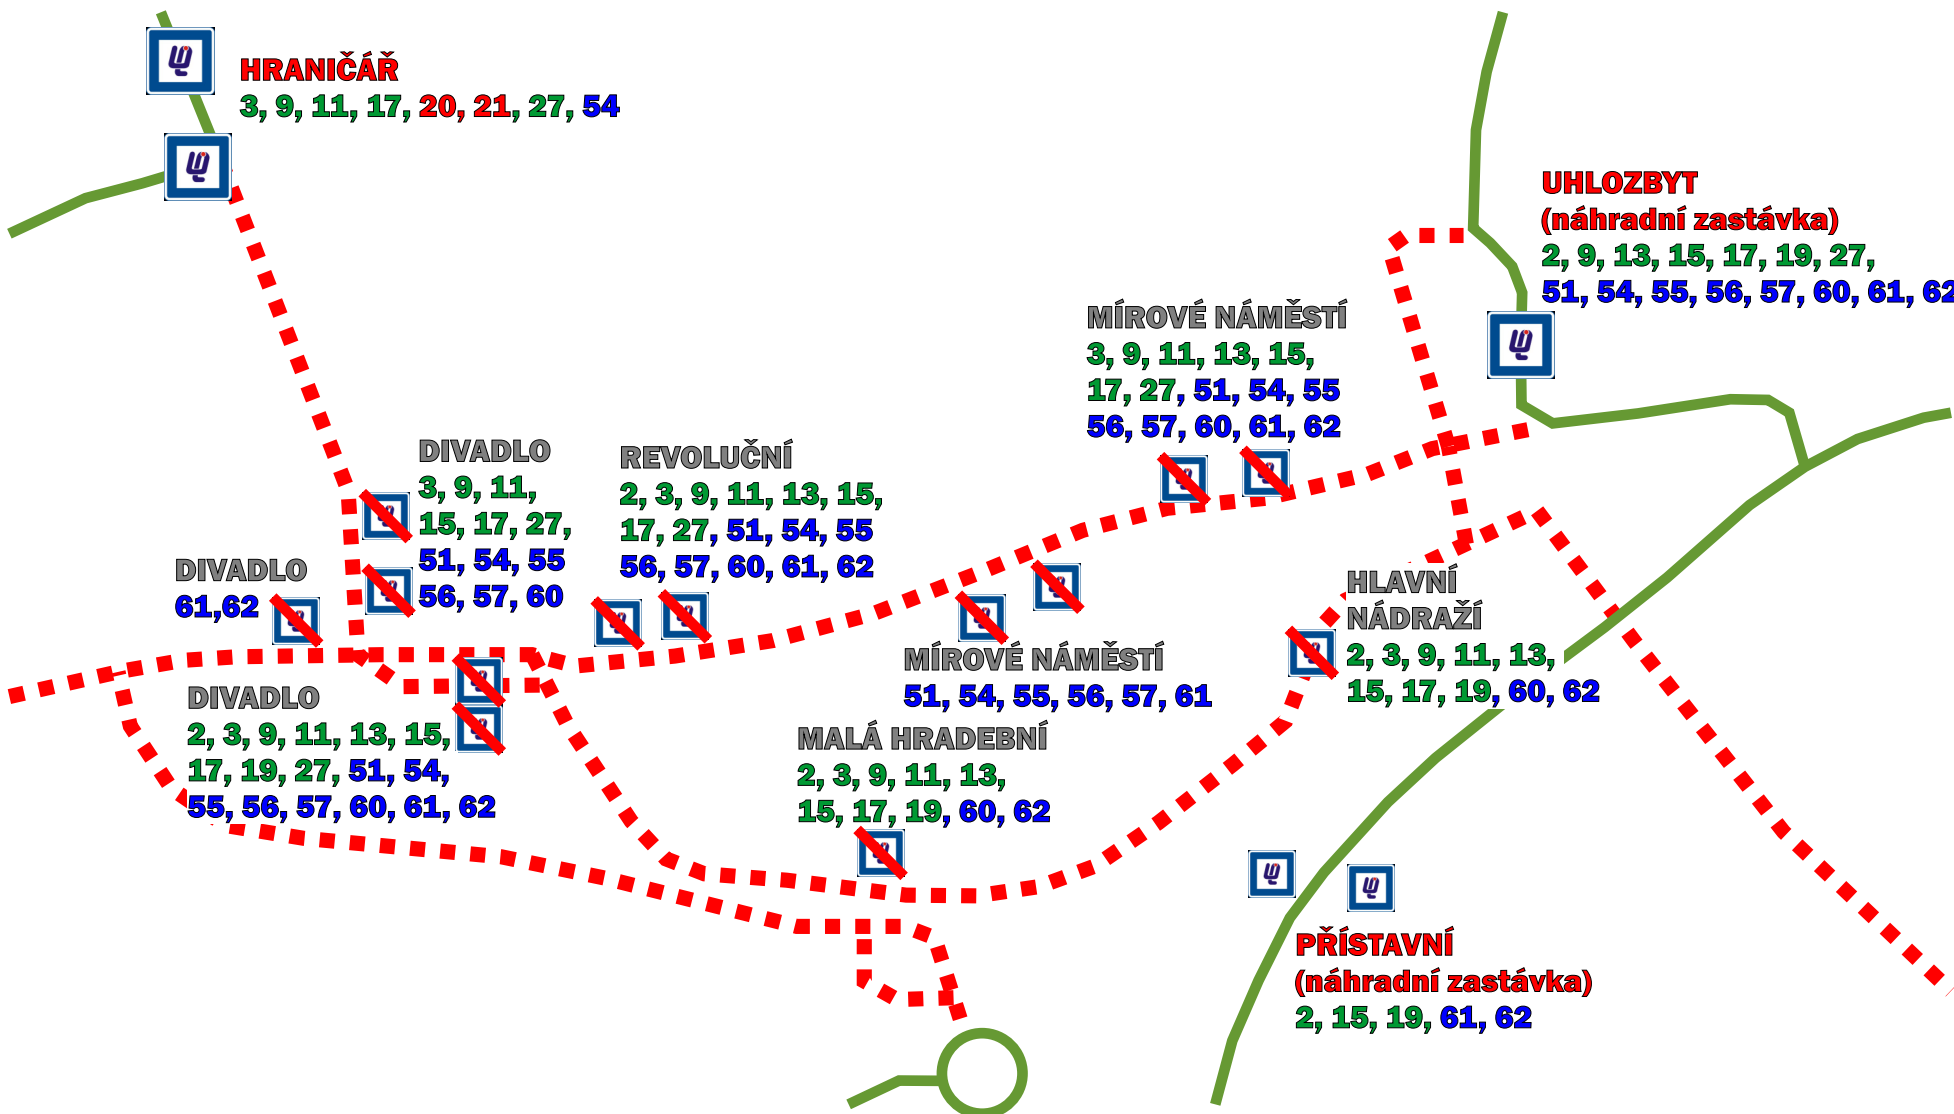 HRANIČÁŘ
3, 9, 11, 17, 20, 21, 27, 54
UHLOZBYT
(náhradní zastávka)
2, 9, 13, 15, 17, 19, 27,
51, 54, 55, 56, 57, 60, 61, 62
MÍROVÉ NÁMĚSTÍ
3, 9, 11, 13, 15,
17, 27, 51, 54, 55
56, 57, 60, 61, 62
DIVADLO
3, 9, 11,
15, 17, 27,
51, 54, 55
56, 57, 60
REVOLUČNÍ
2, 3, 9, 11, 13, 15,
17, 27, 51, 54, 55
56, 57, 60, 61, 62
DIVADLO
61,62
HLAVNÍ
NÁDRAŽÍ
2, 3, 9, 11, 13,
15, 17, 19, 60, 62
MÍROVÉ NÁMĚSTÍ
51, 54, 55, 56, 57, 61
DIVADLO
2, 3, 9, 11, 13, 15,
17, 19, 27, 51, 54,
55, 56, 57, 60, 61, 62
MALÁ HRADEBNÍ
2, 3, 9, 11, 13,
15, 17, 19, 60, 62
PŘÍSTAVNÍ
(náhradní zastávka)
2, 15, 19, 61, 62